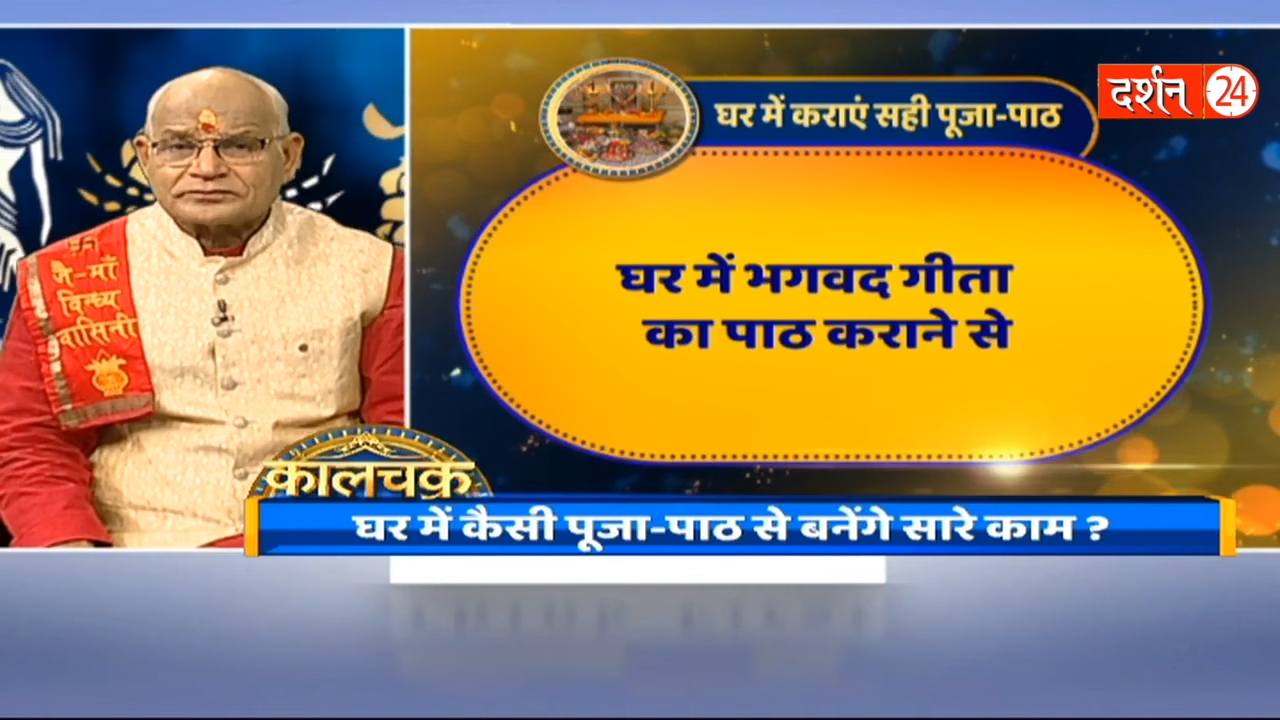 दर्शन 24
घर में कराएं सही पूजा-पाठ
घर में भगवद गीता
का पाठ कराने से
जै-माँ
विन्ध्य
वासिनी
कालचक्र
घर में कैसी पूजा-पाठ से बनेंगे सारे काम ?